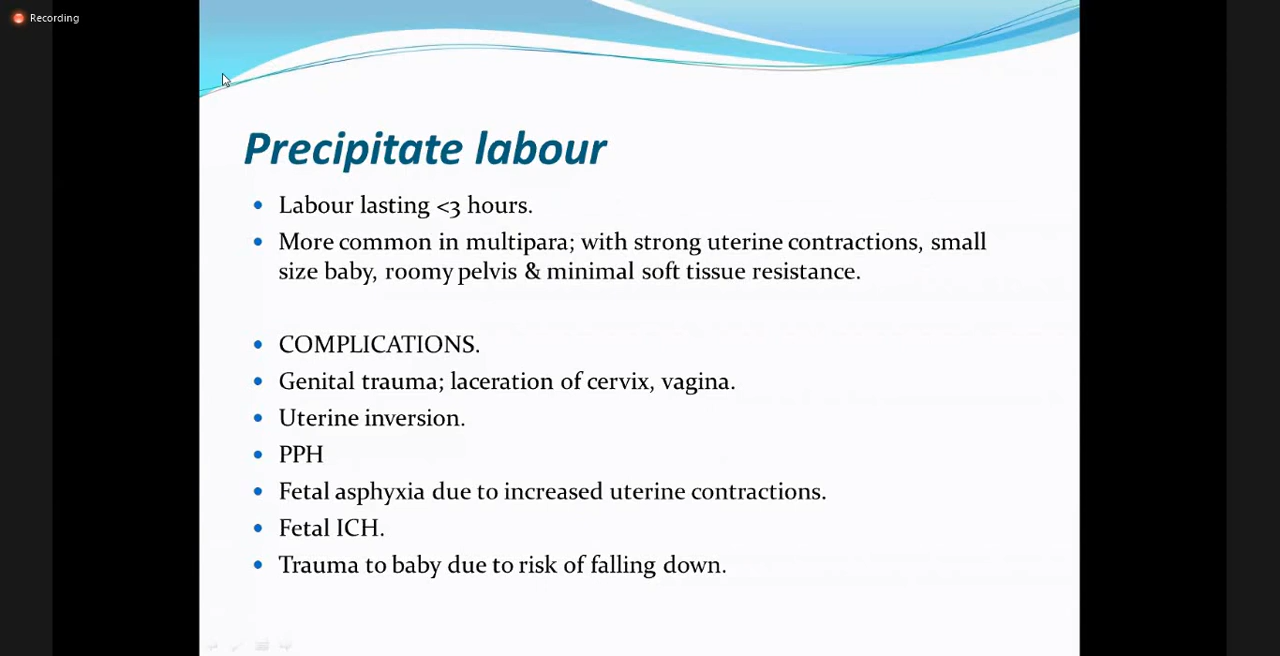 Recording
Precipitate labour
Labour lasting <3 hours.
More common in multipara; with strong uterine contractions, small
size baby, roomy pelvis & minimal soft tissue resistance.
COMPLICATIONS.
Genital trauma; laceration of cervix, vagina.
Uterine inversion.
PPH
Fetal asphyxia due to increased uterine contractions.
Fetal ICH.
Trauma to baby due to risk of falling down.